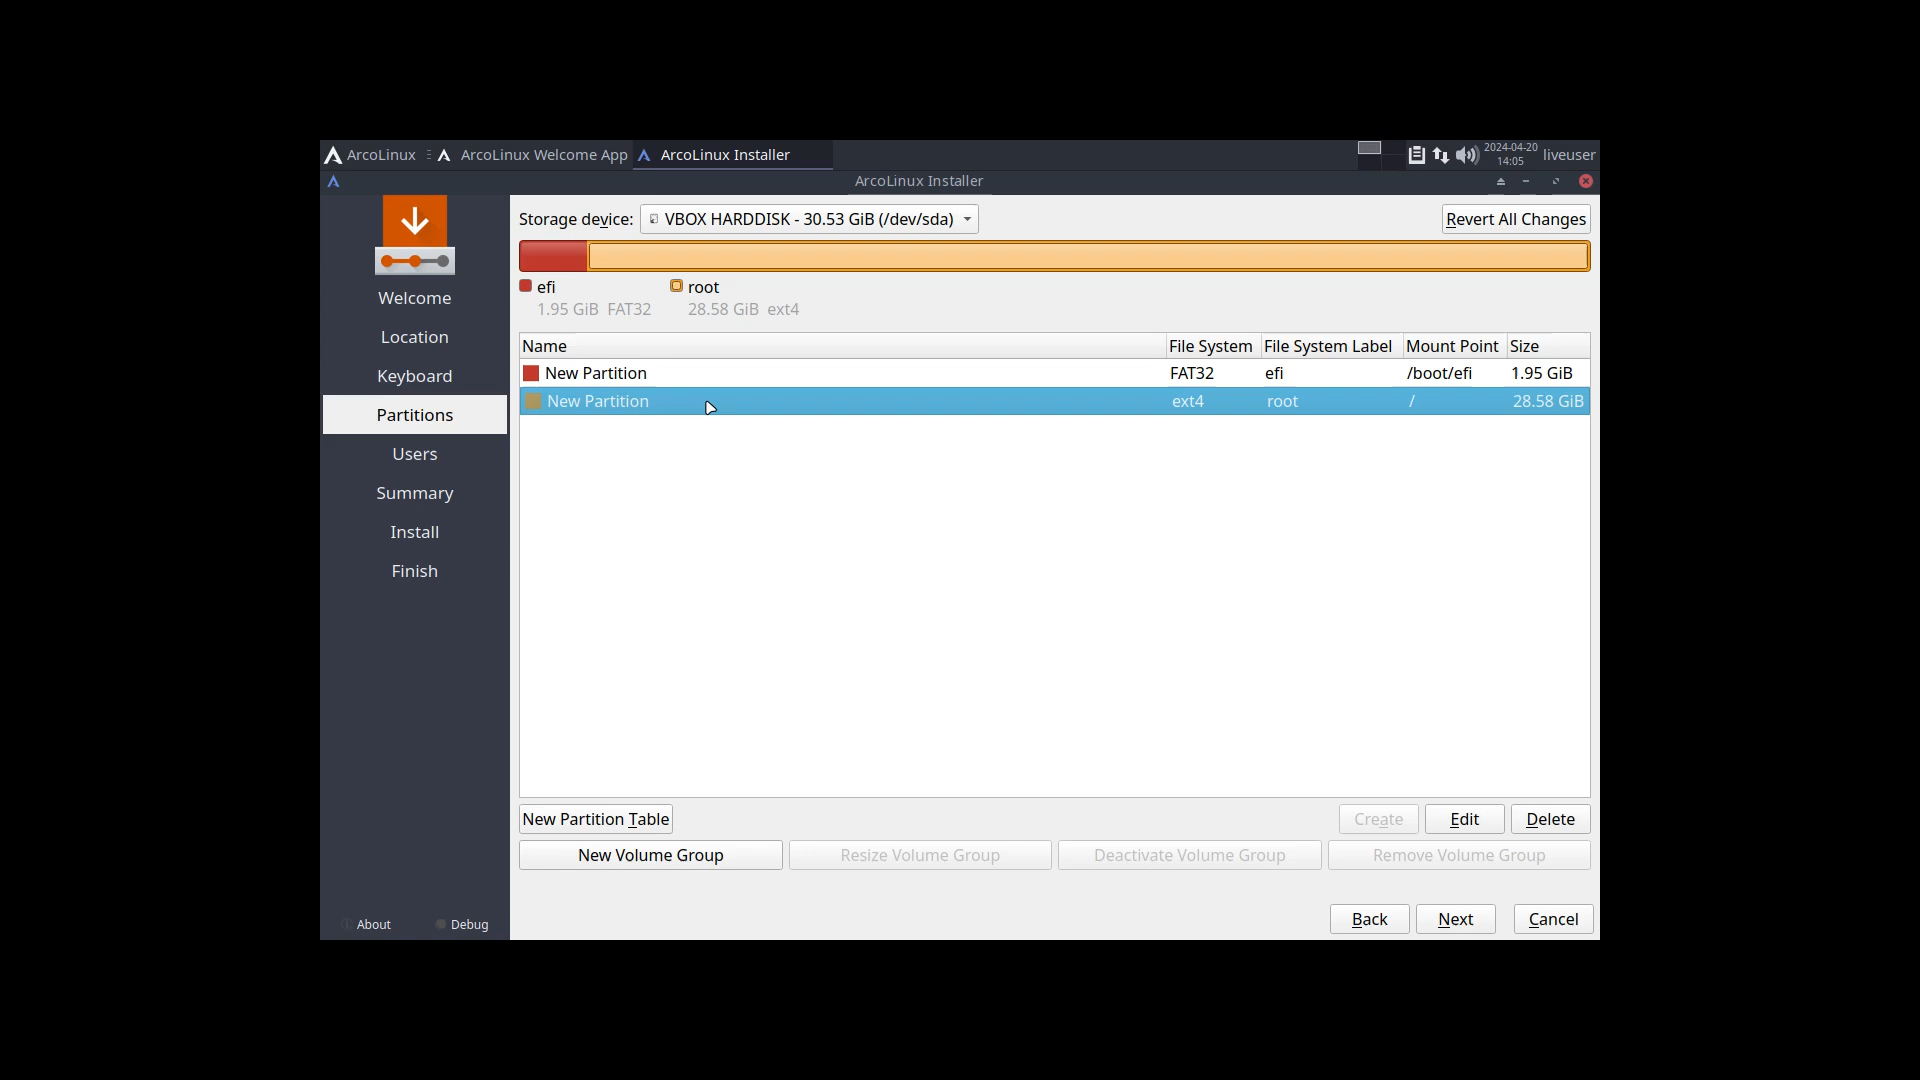 ArcoLinux ArcoLinux Welcome App ArcoLinux Installer 2024-04-20 14:05 liveuser
ArcoLinux Installer
Storage device: VBOX HARDDISK - 30.53 GiB (/dev/sda) Revert All Changes
efi root
1.95 GiB FAT32 28.58 GiB ext4
Welcome
Location
Keyboard
Partitions
Users
Summary
Install
Finish
Name File System File System Label Mount Point Size
New Partition FAT32 efi /boot/efi 1.95 GiB
New Partition ext4 root / 28.58 GiB
New Partition Table Create Edit Delete
New Volume Group Resize Volume Group Deactivate Volume Group Remove Volume Group
About Debug
Back Next Cancel